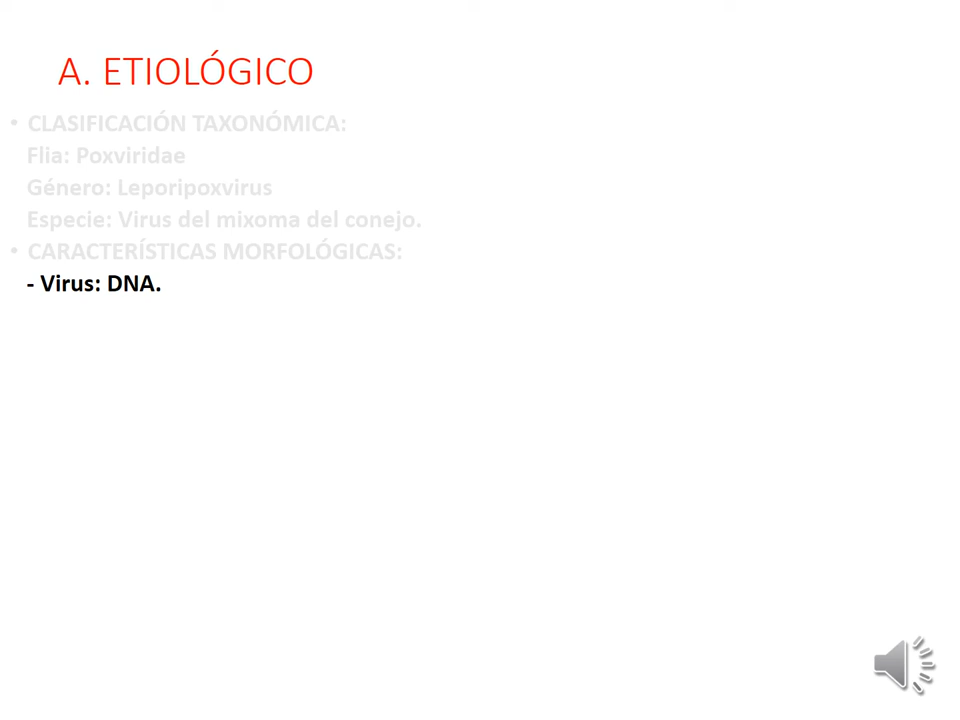 A. ETIOLÓGICO
• CLASIFICACIÓN TAXONÓMICA:
Flia: Poxviridae
Género: Leporipoxvirus
Especie: Virus del mixoma del conejo.
• CARACTERÍSTICAS MORFOLÓGICAS:
- Virus: DNA.